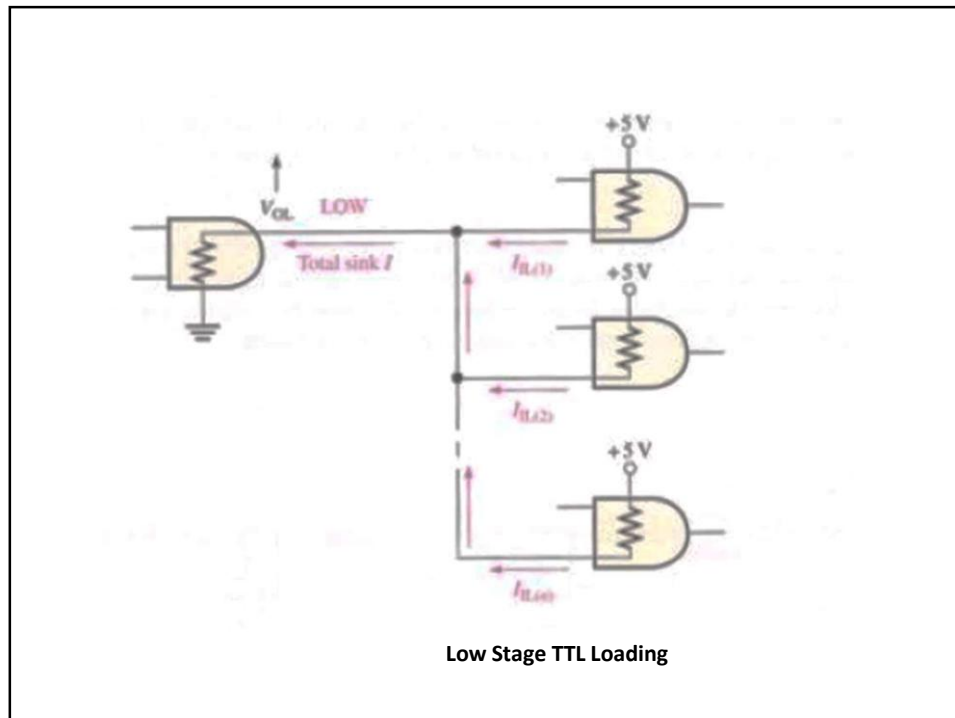 +5 V
V_OL LOW
Total sink I
I_IL(1)
+5 V
I_IL(2)
+5 V
I_IL(n)
Low Stage TTL Loading